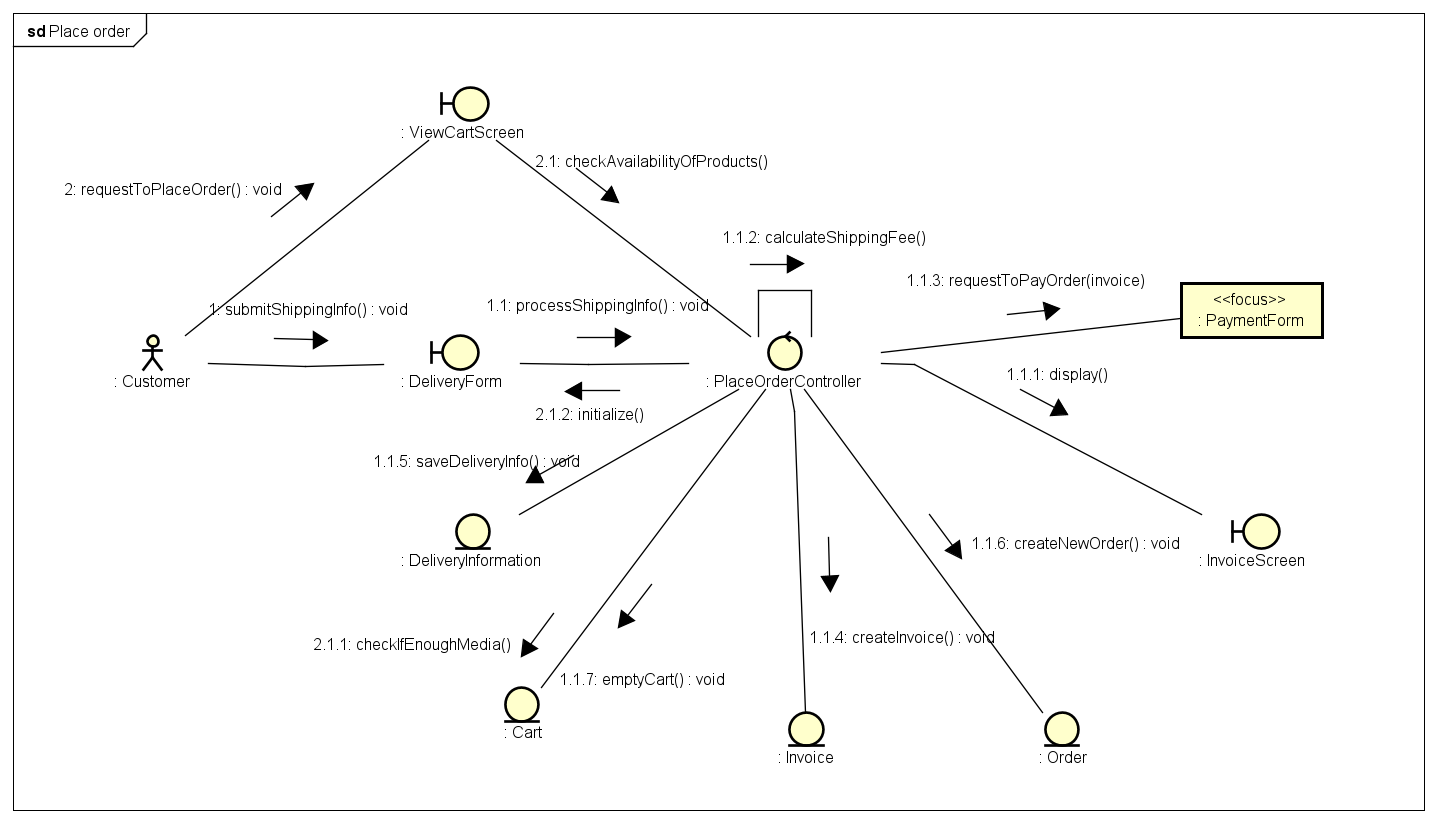 sd Place order
: ViewCartScreen
2.1: checkAvailabilityOfProducts()
2: requestToPlaceOrder() : void
1.1.2: calculateShippingFee()
1.1.3: requestToPayOrder(invoice)
<<focus>>
: PaymentForm
1: submitShippingInfo() : void
1.1: processShippingInfo() : void
: Customer
: DeliveryForm
: PlaceOrderController
1.1.1: display()
2.1.2: initialize()
1.1.5: saveDeliveryInfo() : void
: DeliveryInformation
1.1.6: createNewOrder() : void
: InvoiceScreen
2.1.1: checkIfEnoughMedia()
1.1.4: createInvoice() : void
1.1.7: emptyCart() : void
: Cart
: Invoice
: Order